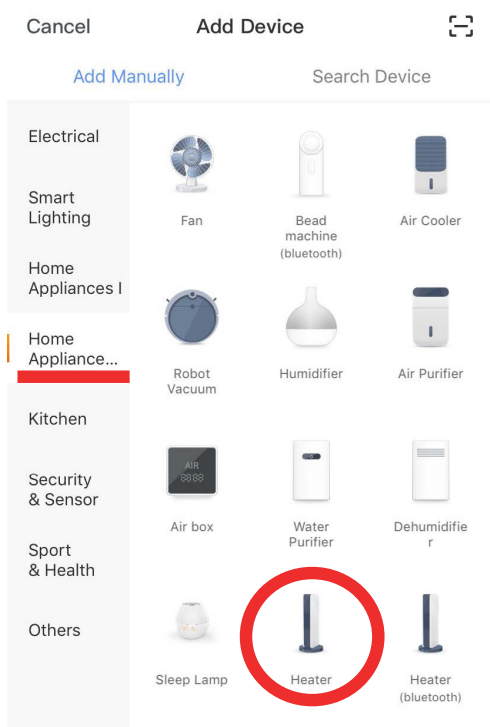 Cancel
Add Device
Add Manually
Search Device
Electrical
Smart
Lighting
Home
Appliances I
Home
Appliance...
Kitchen
Security
& Sensor
Sport
& Health
Others
Fan
Bead
machine
(bluetooth)
Air Cooler
Robot
Vacuum
Humidifier
Air Purifier
AIR
8888
Air box
Water
Purifier
Dehumidifie
r
Sleep Lamp
Heater
Heater
(bluetooth)